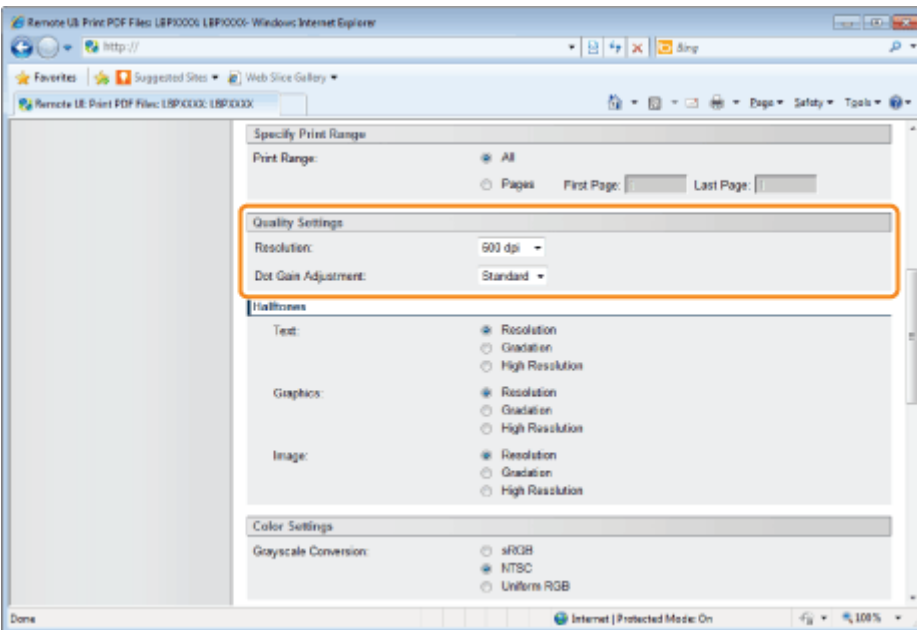 Remote UI: Print PDF Files: LBPXXXX: LBPXXXX - Windows Internet Explorer
http://
Bing
Favorites Suggested Sites Web Slice Gallery
Remote UI: Print PDF Files: LBPXXXX: LBPXXXX
Page Safety Tools
Specify Print Range
Print Range: All
Pages First Page: 1 Last Page: 1
Quality Settings
Resolution: 600 dpi
Dot Gain Adjustment: Standard
Halftones
Text: Resolution
Gradation
High Resolution
Graphics: Resolution
Gradation
High Resolution
Image: Resolution
Gradation
High Resolution
Color Settings
Grayscale Conversion: sRGB
NTSC
Uniform RGB
Done Internet | Protected Mode: On 100%